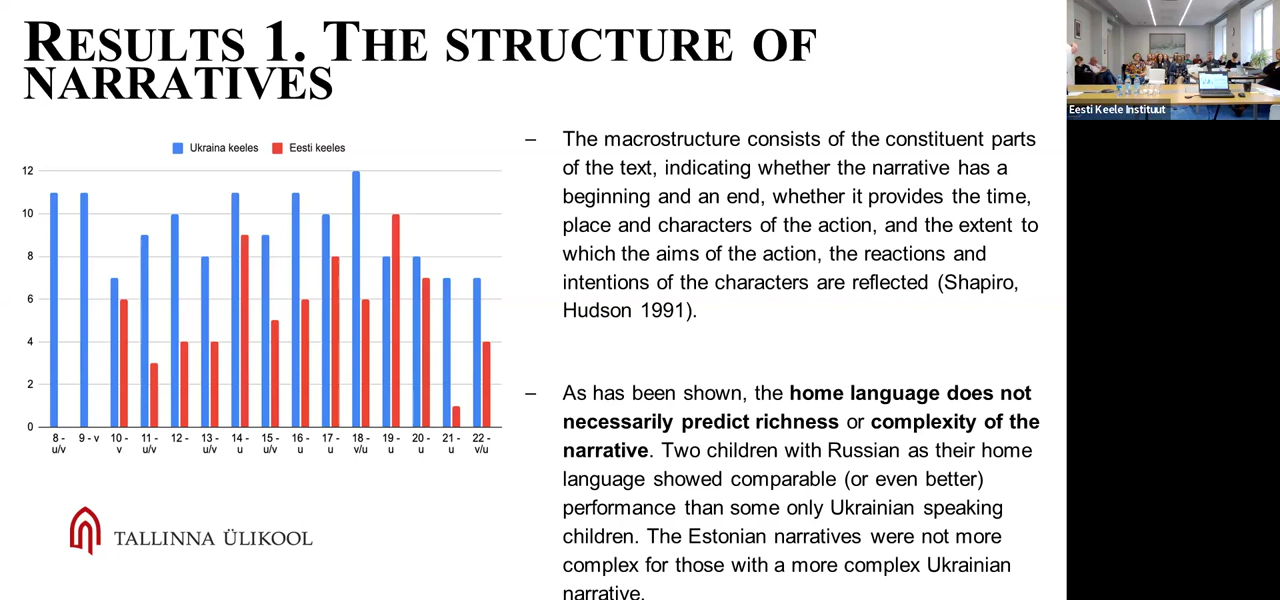 RESULTS 1. THE STRUCTURE OF
NARRATIVES
Ukraina keeles
Eesti keeles
12
10
8
6
4
2
0
8 - u/v
9 - v
10 - v
11 - u/v
12 - u
13 - u/v
14 - u
15 - u/v
16 - u
17 - u
18 - v/u
19 - u
20 - u
21 - u
22 - v/u
TALLINNA ÜLIKOOL
– The macrostructure consists of the constituent parts
of the text, indicating whether the narrative has a
beginning and an end, whether it provides the time,
place and characters of the action, and the extent to
which the aims of the action, the reactions and
intentions of the characters are reflected (Shapiro,
Hudson 1991).
– As has been shown, the home language does not
necessarily predict richness or complexity of the
narrative. Two children with Russian as their home
language showed comparable (or even better)
performance than some only Ukrainian speaking
children. The Estonian narratives were not more
complex for those with a more complex Ukrainian
narrative.
Eesti Keele Instituut